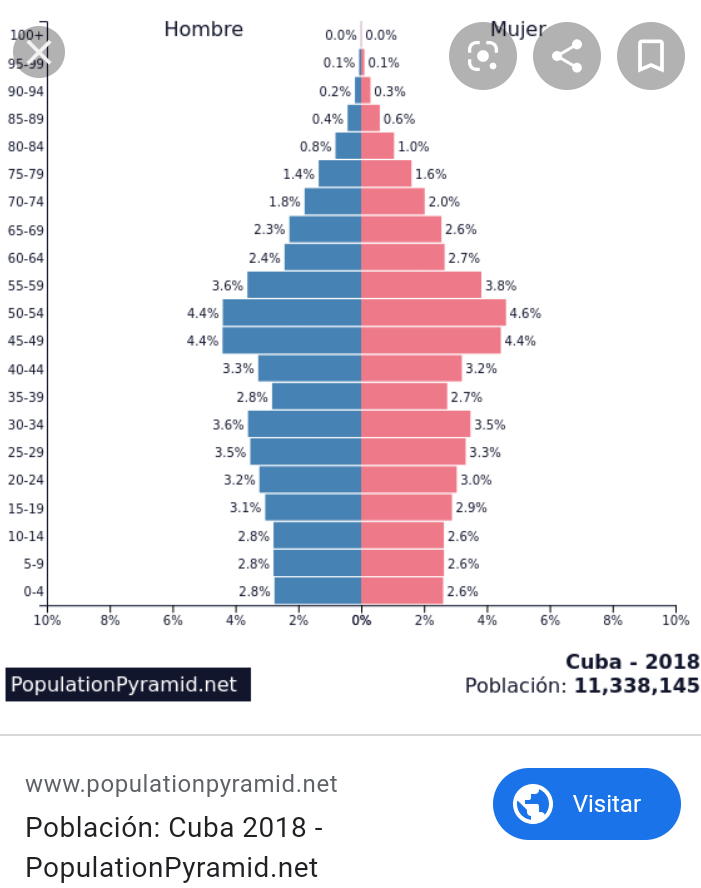 Hombre Mujer
100+ 0.0% 0.0%
95-99 0.1% 0.1%
90-94 0.2% 0.3%
85-89 0.4% 0.6%
80-84 0.8% 1.0%
75-79 1.4% 1.6%
70-74 1.8% 2.0%
65-69 2.3% 2.6%
60-64 2.4% 2.7%
55-59 3.6% 3.8%
50-54 4.4% 4.6%
45-49 4.4% 4.4%
40-44 3.3% 3.2%
35-39 2.8% 2.7%
30-34 3.6% 3.5%
25-29 3.5% 3.3%
20-24 3.2% 3.0%
15-19 3.1% 2.9%
10-14 2.8% 2.6%
5-9 2.8% 2.6%
0-4 2.8% 2.6%
10% 8% 6% 4% 2% 0% 2% 4% 6% 8% 10%
Cuba - 2018
PopulationPyramid.net Población: 11,338,145
www.populationpyramid.net
Visitar
Población: Cuba 2018 -
PopulationPyramid.net